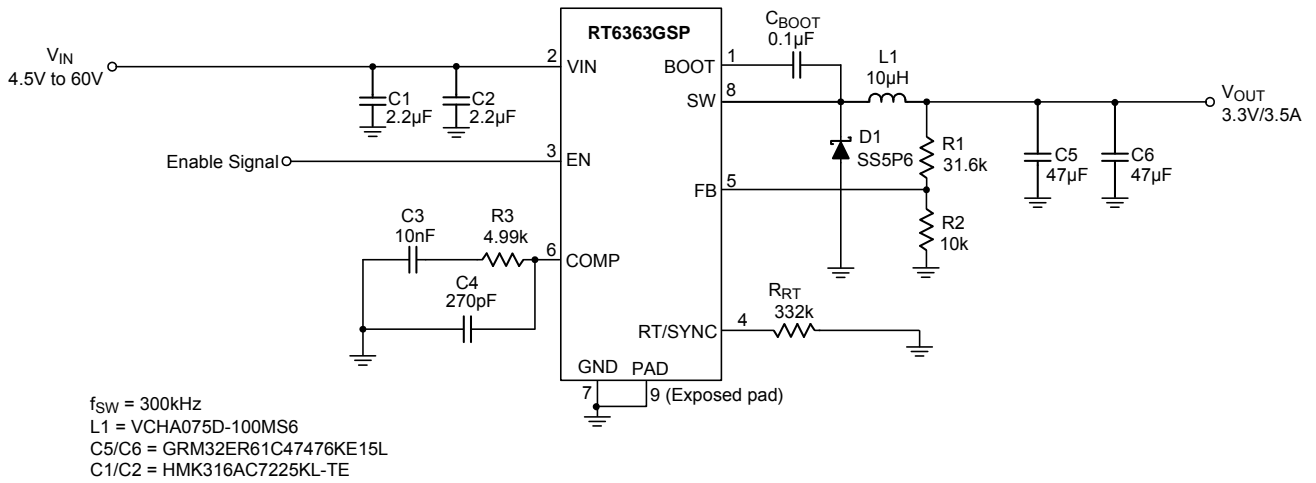 RT6363GSP
VIN
4.5V to 60V
2
VIN
C1
2.2µF
C2
2.2µF
Enable Signal
3
EN
C3
10nF
R3
4.99k
6
COMP
C4
270pF
BOOT
1
CBOOT
0.1µF
SW
8
L1
10µH
D1
SS5P6
R1
31.6k
FB
5
R2
10k
C5
47µF
C6
47µF
VOUT
3.3V/3.5A
RT/SYNC
4
RRT
332k
GND
PAD
7
9 (Exposed pad)
fSW = 300kHz
L1 = VCHA075D-100MS6
C5/C6 = GRM32ER61C47476KE15L
C1/C2 = HMK316AC7225KL-TE